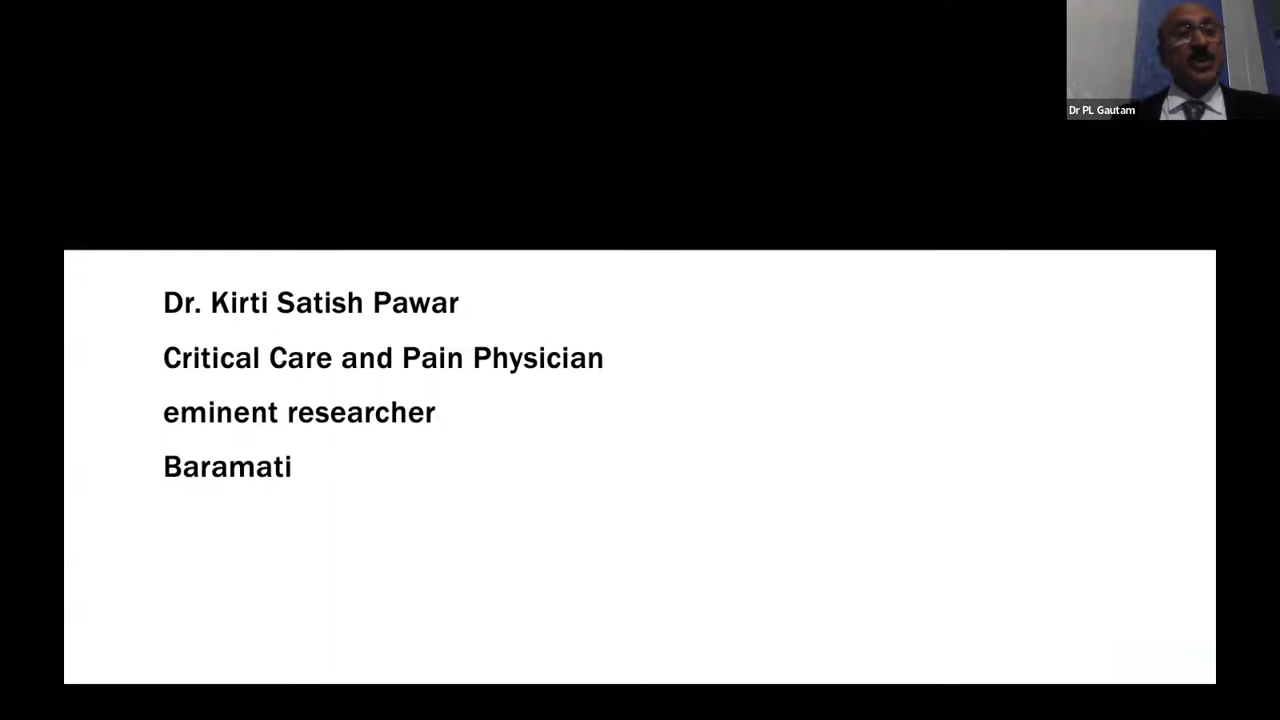 Dr PL Gautam
Dr. Kirti Satish Pawar
Critical Care and Pain Physician
eminent researcher
Baramati